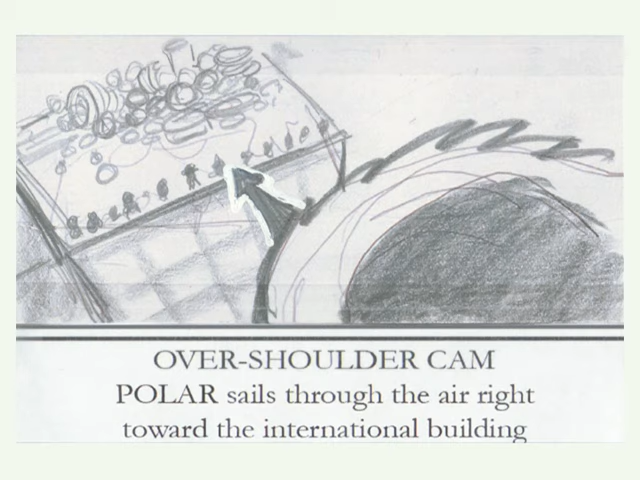 OVER-SHOULDER CAM
POLAR sails through the air right
toward the international building